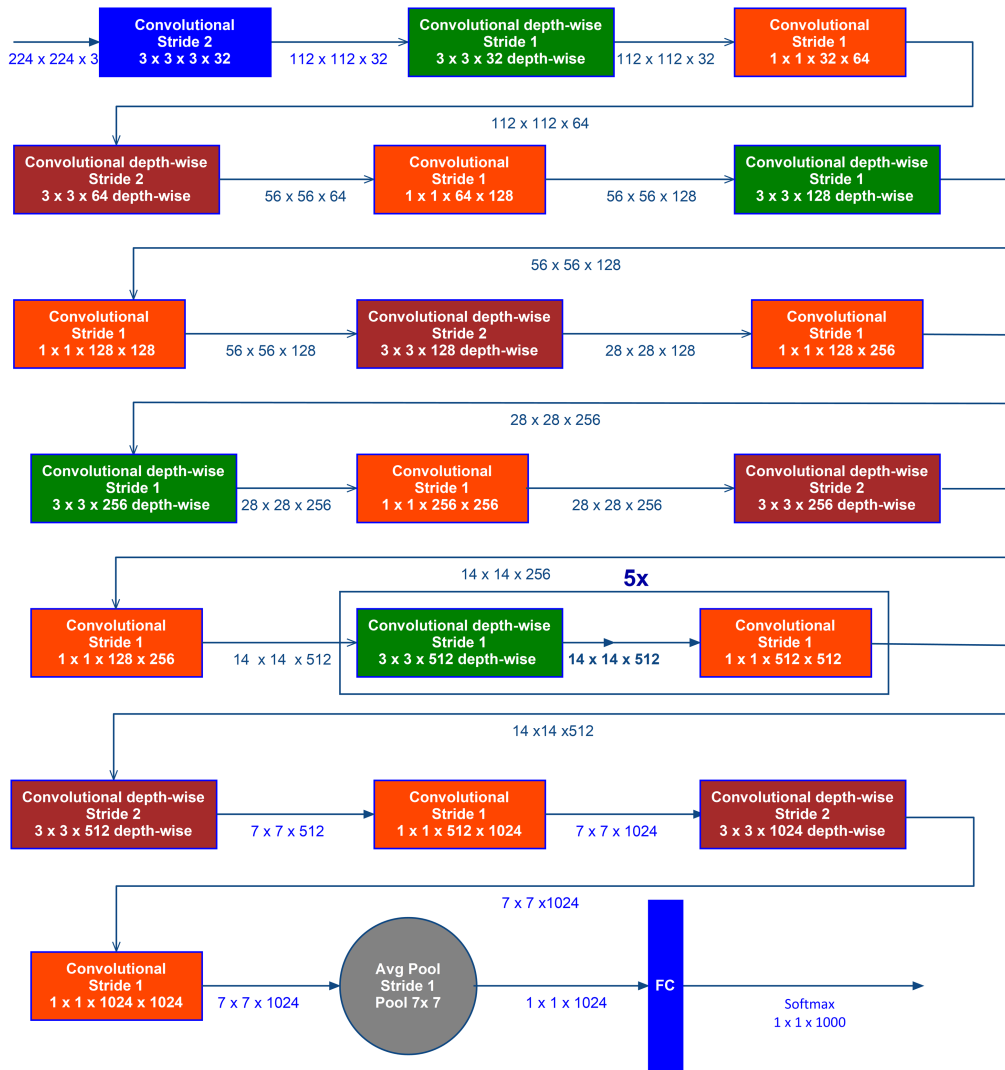 Convolutional
Stride 2
3 x 3 x 3 x 32
Convolutional depth-wise
Stride 1
3 x 3 x 32 depth-wise
Convolutional
Stride 1
1 x 1 x 32 x 64
224 x 224 x 3
112 x 112 x 32
112 x 112 x 32
112 x 112 x 64
Convolutional depth-wise
Stride 2
3 x 3 x 64 depth-wise
Convolutional
Stride 1
1 x 1 x 64 x 128
Convolutional depth-wise
Stride 1
3 x 3 x 128 depth-wise
56 x 56 x 64
56 x 56 x 128
56 x 56 x 128
Convolutional
Stride 1
1 x 1 x 128 x 128
Convolutional depth-wise
Stride 2
3 x 3 x 128 depth-wise
Convolutional
Stride 1
1 x 1 x 128 x 256
56 x 56 x 128
28 x 28 x 128
28 x 28 x 256
Convolutional depth-wise
Stride 1
3 x 3 x 256 depth-wise
Convolutional
Stride 1
1 x 1 x 256 x 256
Convolutional depth-wise
Stride 2
3 x 3 x 256 depth-wise
28 x 28 x 256
28 x 28 x 256
14 x 14 x 256
5x
Convolutional
Stride 1
1 x 1 x 128 x 256
Convolutional depth-wise
Stride 1
3 x 3 x 512 depth-wise
Convolutional
Stride 1
1 x 1 x 512 x 512
14 x 14 x 512
14 x 14 x 512
14 x14 x512
Convolutional depth-wise
Stride 2
3 x 3 x 512 depth-wise
Convolutional
Stride 1
1 x 1 x 512 x 1024
Convolutional depth-wise
Stride 2
3 x 3 x 1024 depth-wise
7 x 7 x 512
7 x 7 x 1024
7 x 7 x1024
Convolutional
Stride 1
1 x 1 x 1024 x 1024
Avg Pool
Stride 1
Pool 7x 7
FC
7 x 7 x 1024
1 x 1 x 1024
Softmax
1 x 1 x 1000